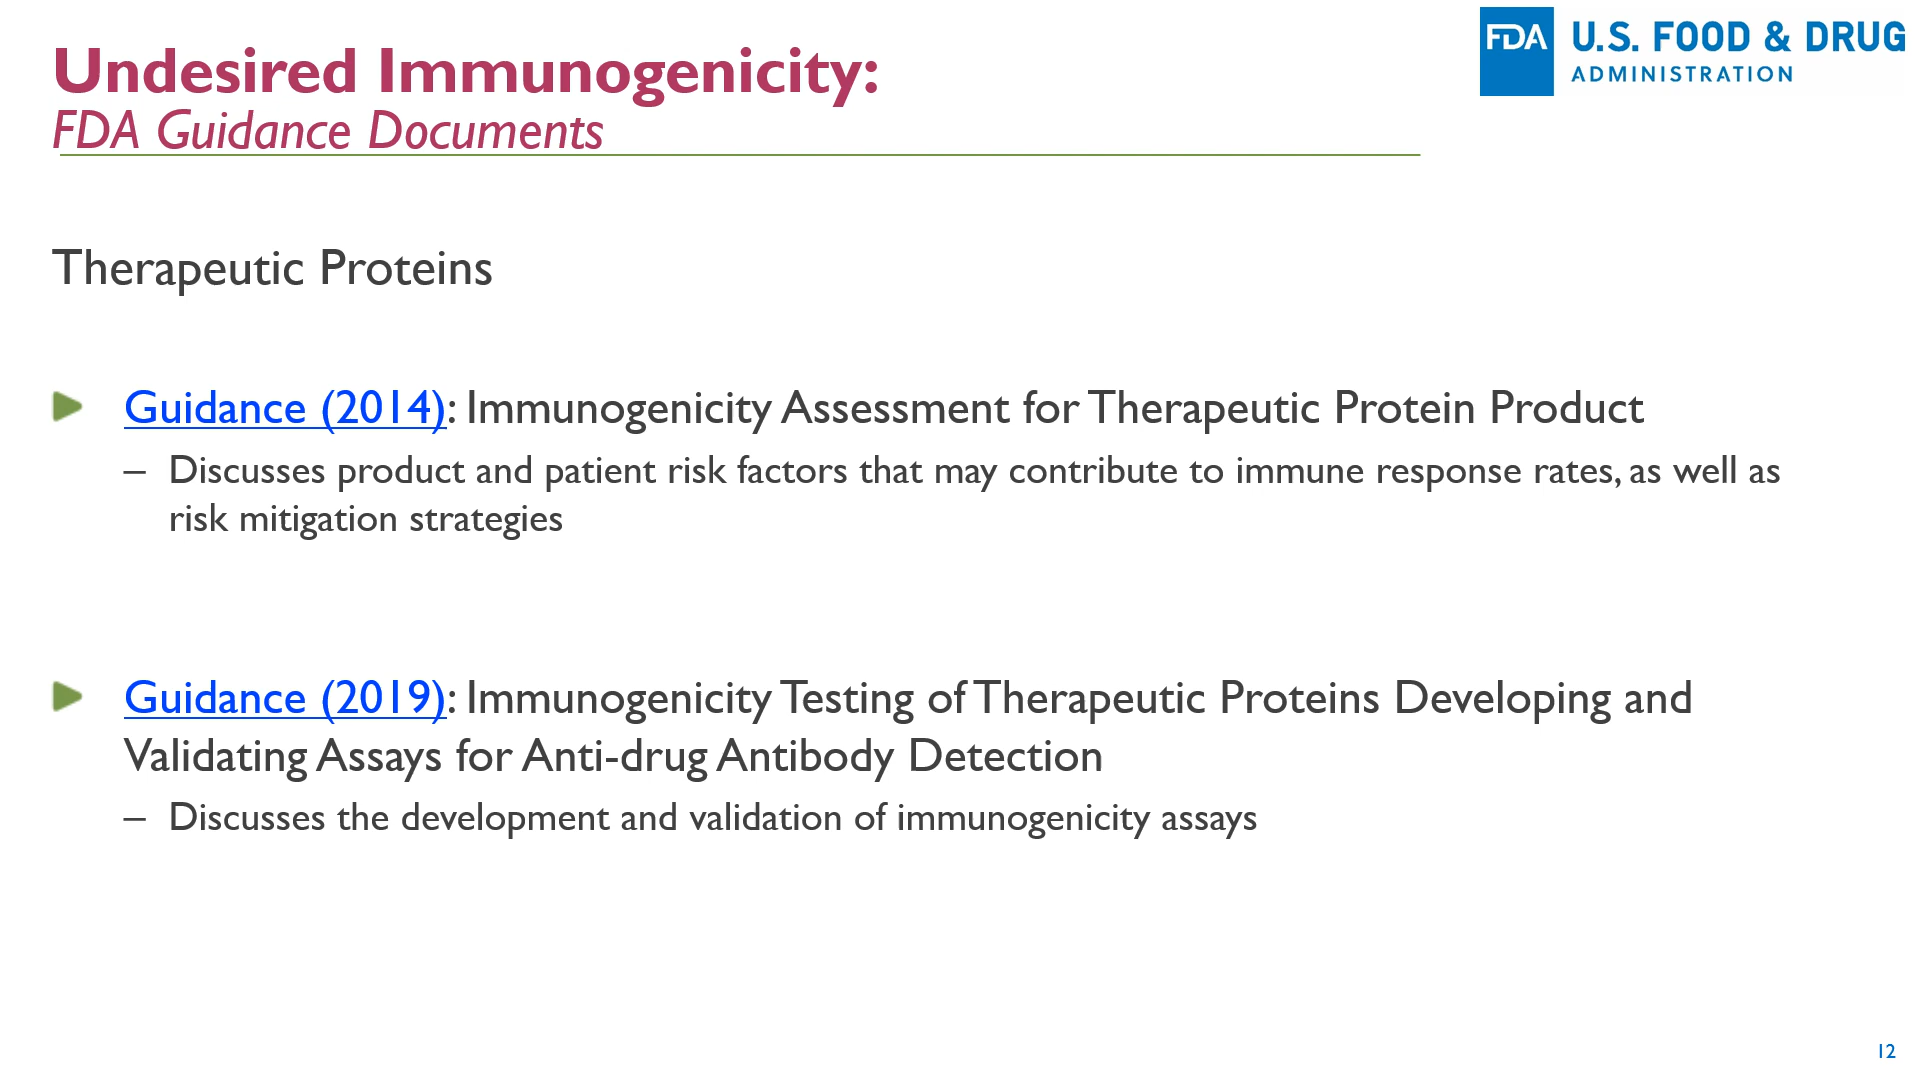 Undesired Immunogenicity:
FDA Guidance Documents
FDA U.S. FOOD & DRUG
ADMINISTRATION
Therapeutic Proteins
Guidance (2014): Immunogenicity Assessment for Therapeutic Protein Product
– Discusses product and patient risk factors that may contribute to immune response rates, as well as
risk mitigation strategies
Guidance (2019): Immunogenicity Testing of Therapeutic Proteins Developing and
Validating Assays for Anti-drug Antibody Detection
– Discusses the development and validation of immunogenicity assays
12